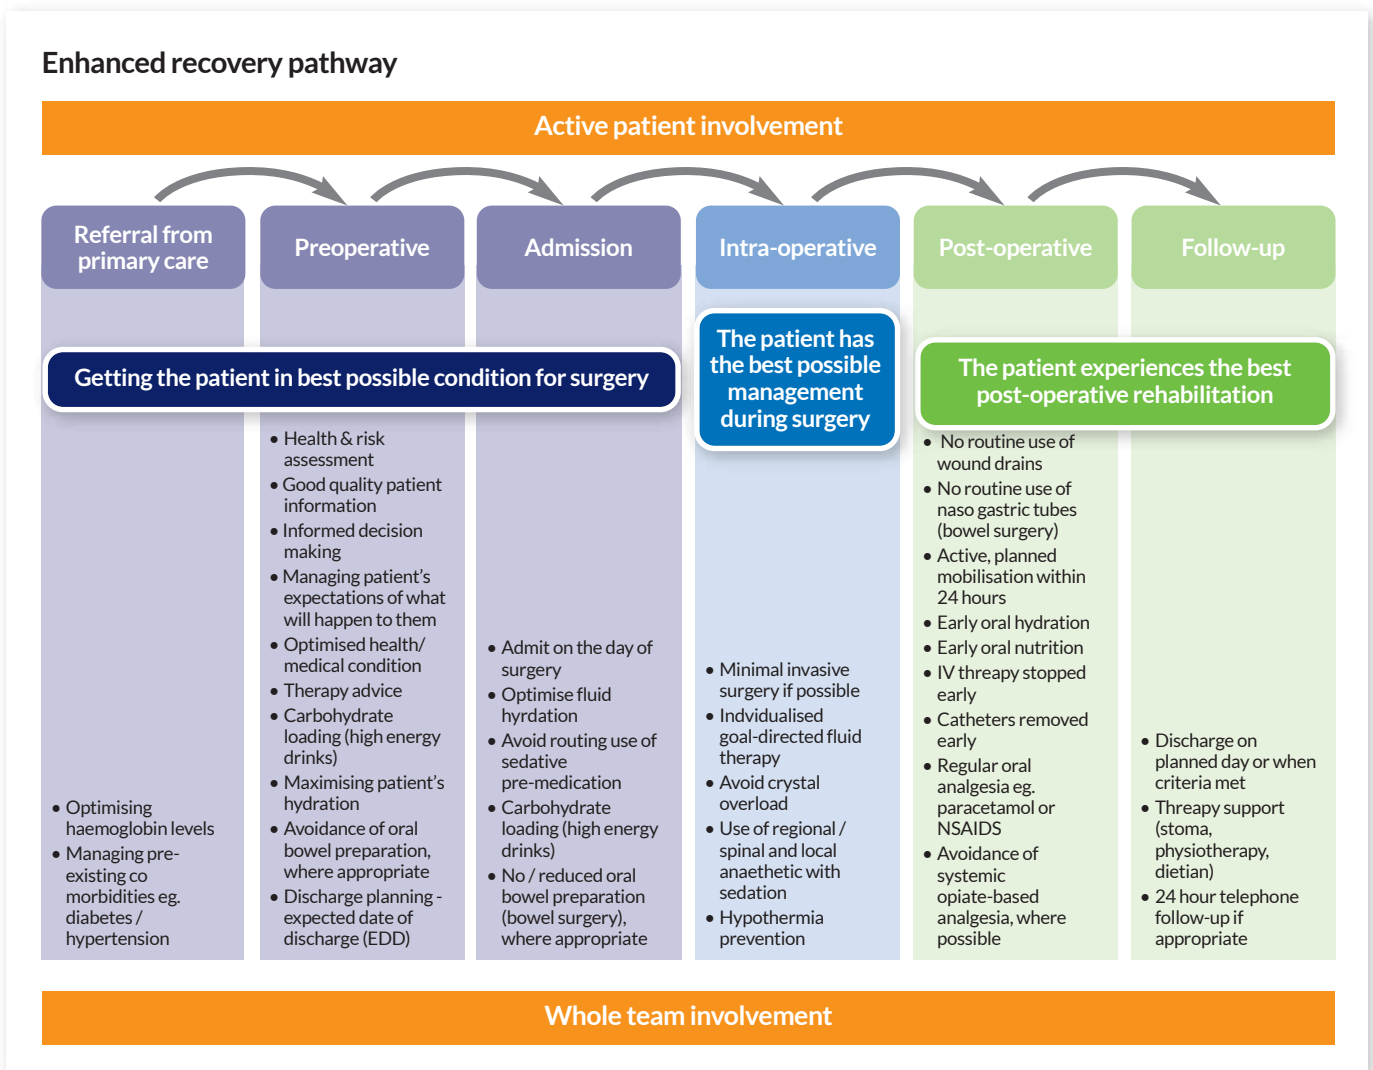 Enhanced recovery pathway
Active patient involvement
Referral from
primary care
Preoperative
Admission
Intra-operative
Post-operative
Follow-up
Getting the patient in best possible condition for surgery
The patient has
the best possible
management
during surgery
The patient experiences the best
post-operative rehabilitation
• Optimising
haemoglobin levels
• Managing pre-
existing co
morbidities eg.
diabetes /
hypertension
• Health & risk
assessment
• Good quality patient
information
• Informed decision
making
• Managing patient’s
expectations of what
will happen to them
• Optimised health/
medical condition
• Therapy advice
• Carbohydrate
loading (high energy
drinks)
• Maximising patient’s
hydration
• Avoidance of oral
bowel preparation,
where appropriate
• Discharge planning -
expected date of
discharge (EDD)
• Admit on the day of
surgery
• Optimise fluid
hyrdation
• Avoid routing use of
sedative
pre-medication
• Carbohydrate
loading (high energy
drinks)
• No / reduced oral
bowel preparation
(bowel surgery),
where appropriate
• Minimal invasive
surgery if possible
• Indvidualised
goal-directed fluid
therapy
• Avoid crystal
overload
• Use of regional /
spinal and local
anaethetic with
sedation
• Hypothermia
prevention
• No routine use of
wound drains
• No routine use of
naso gastric tubes
(bowel surgery)
• Active, planned
mobilisation within
24 hours
• Early oral hydration
• Early oral nutrition
• IV threapy stopped
early
• Catheters removed
early
• Regular oral
analgesia eg.
paracetamol or
NSAIDS
• Avoidance of
systemic
opiate-based
analgesia, where
possible
• Discharge on
planned day or when
criteria met
• Threapy support
(stoma,
physiotherapy,
dietian)
• 24 hour telephone
follow-up if
appropriate
Whole team involvement